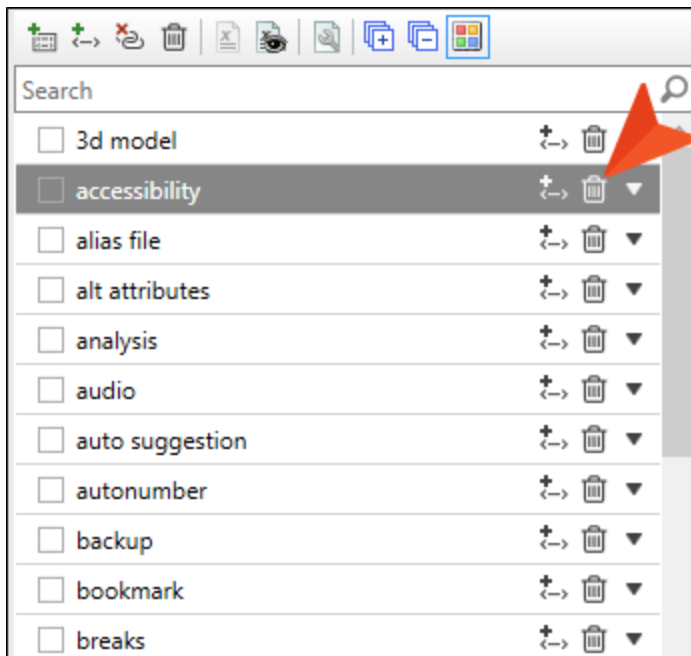 Search
3d model
accessibility
alias file
alt attributes
analysis
audio
auto suggestion
autonumber
backup
bookmark
breaks